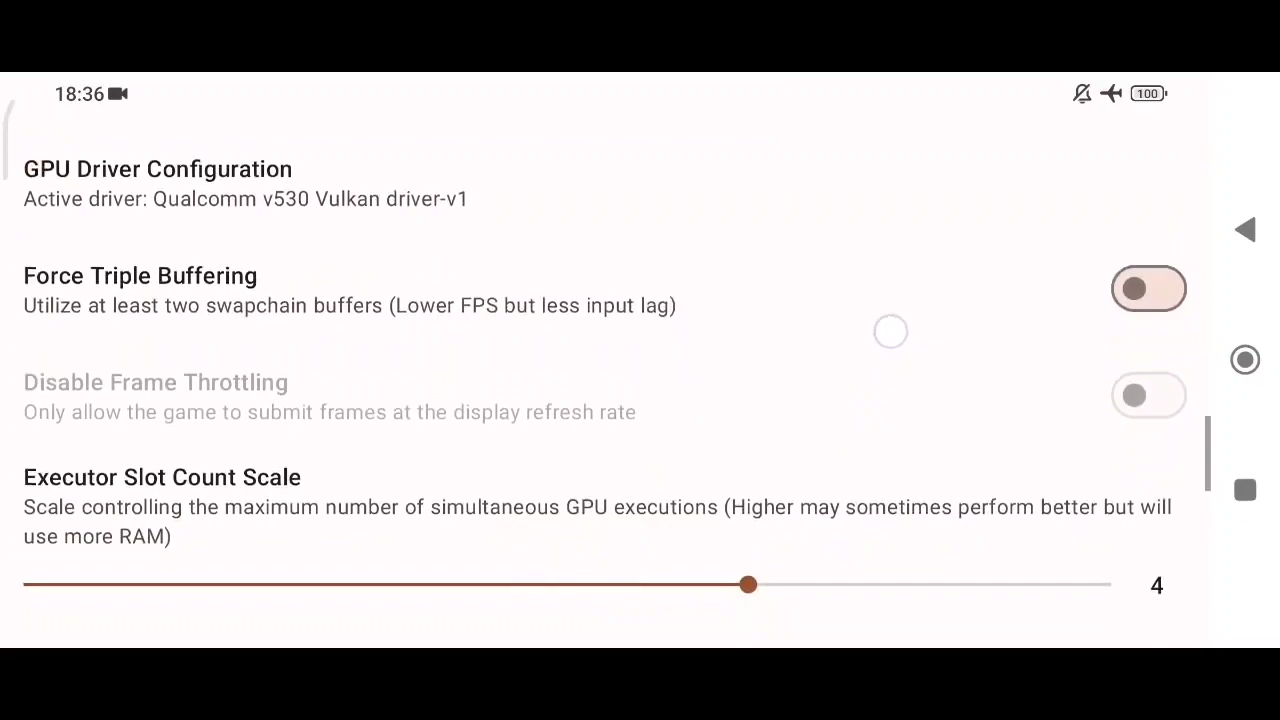 18:36
100
GPU Driver Configuration
Active driver: Qualcomm v530 Vulkan driver-v1
Force Triple Buffering
Utilize at least two swapchain buffers (Lower FPS but less input lag)
Disable Frame Throttling
Only allow the game to submit frames at the display refresh rate
Executor Slot Count Scale
Scale controlling the maximum number of simultaneous GPU executions (Higher may sometimes perform better but will
use more RAM)
4